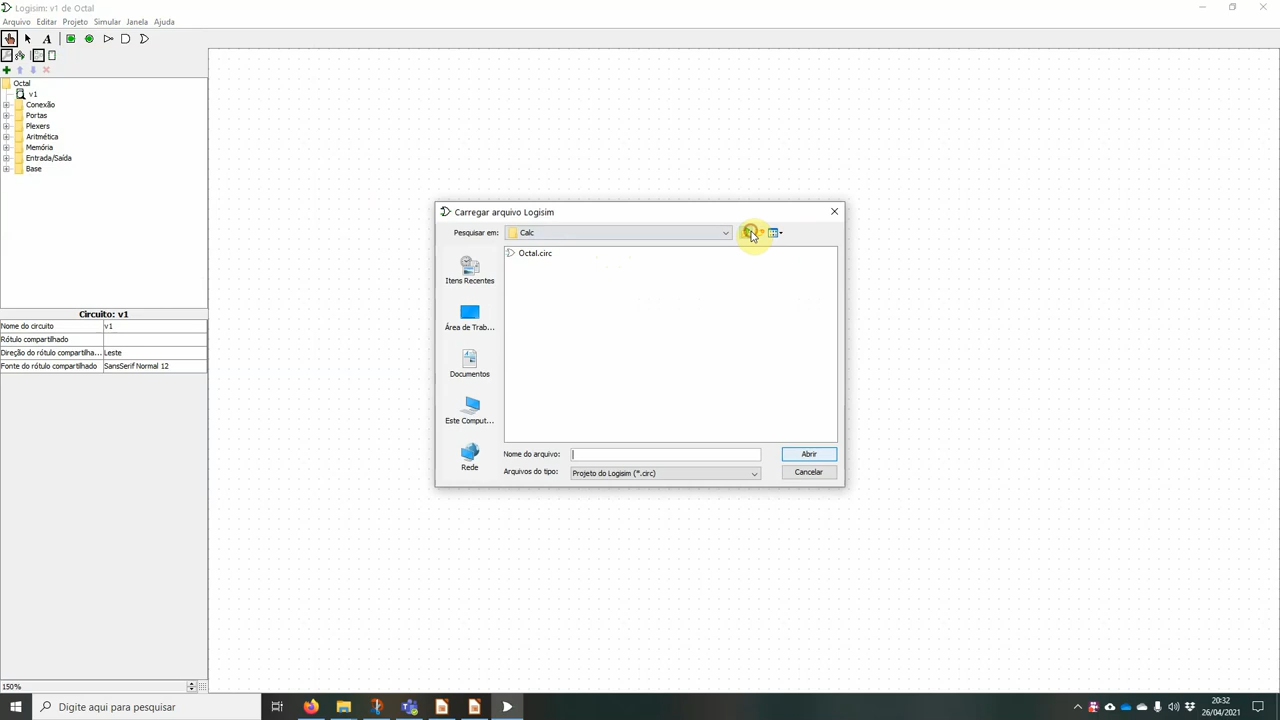 Logisim: v1 de Octal
Arquivo Editar Projeto Simular Janela Ajuda
A
Octal
v1
Conexão
Portas
Plexers
Aritmética
Memória
Entrada/Saída
Base
Circuito: v1
Nome do circuito v1
Rótulo compartilhado
Direção do rótulo compartilha... Leste
Fonte do rótulo compartilhado SansSerif Normal 12
150%
Carregar arquivo Logisim
Pesquisar em: Calc
Octal.circ
Itens Recentes
Área de Trab...
Documentos
Este Comput...
Rede
Nome do arquivo: Abrir
Arquivos do tipo: Projeto do Logisim (*.circ) Cancelar
Digite aqui para pesquisar
20:32
26/04/2021